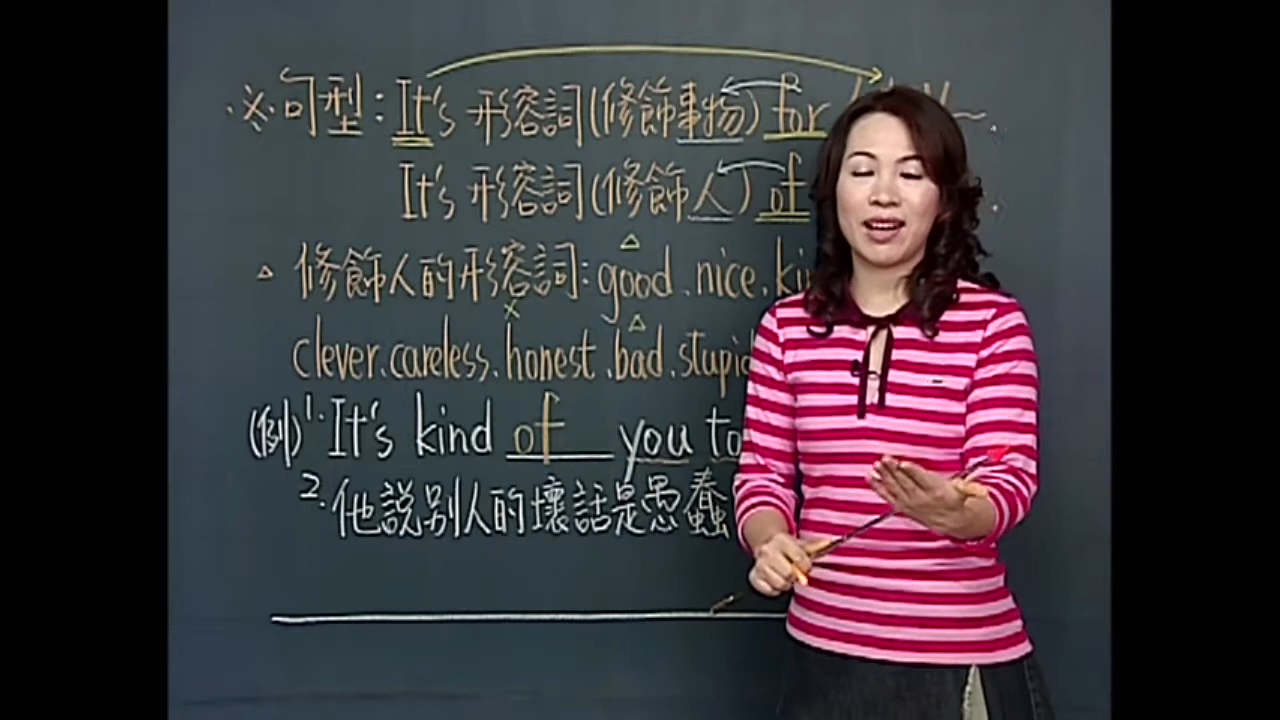 ※句型：It's 形容詞(修飾事物) for
It's 形容詞(修飾人) of
△ 修飾人的形容詞：good、nice、
clever、careless、honest、bad、stupid
(例) 1. It's kind of you to
2. 他說別人的壞話是愚蠢